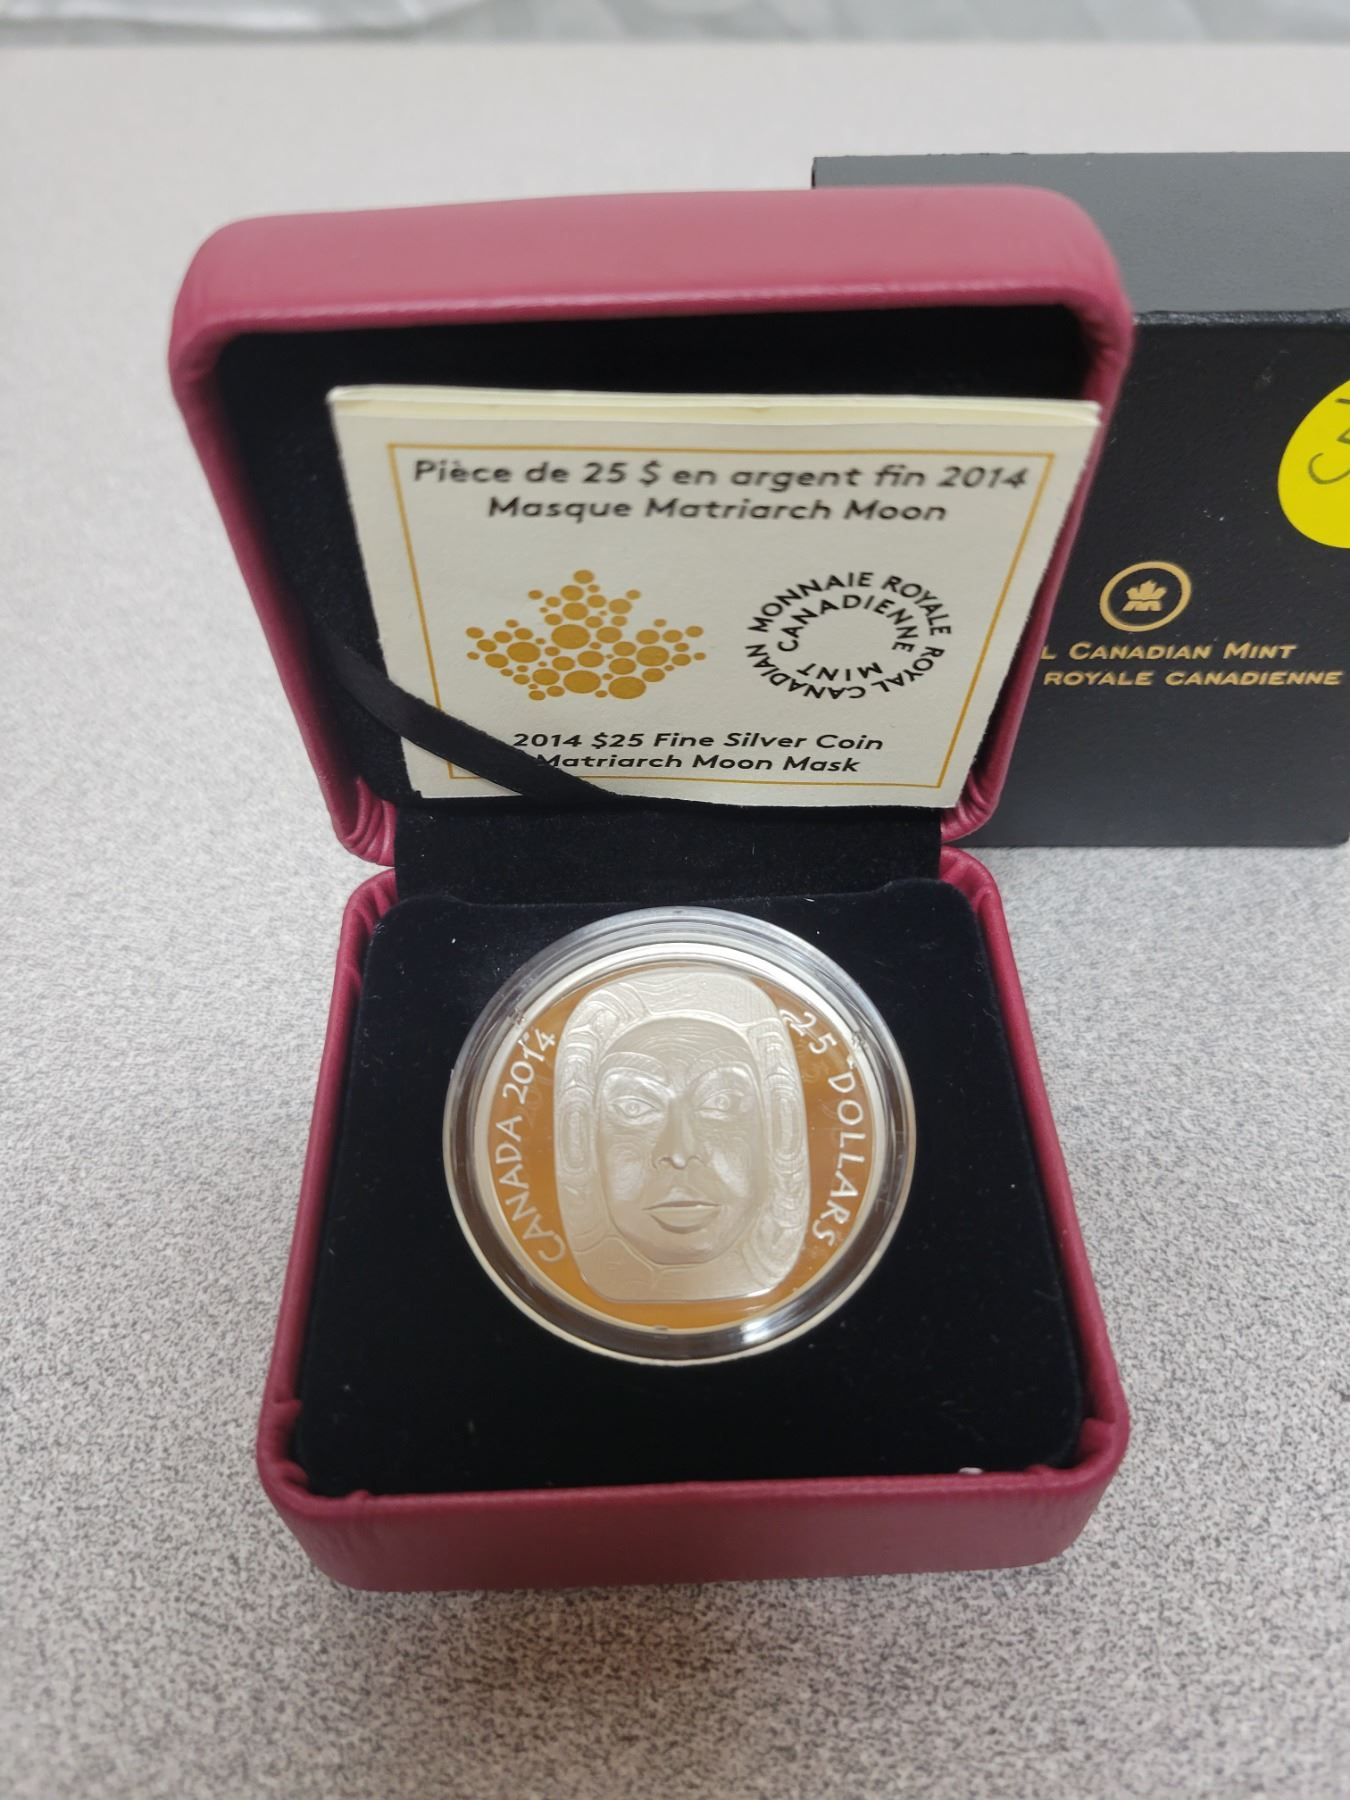 Pièce de 25 $ en argent fin 2014
Masque Matriarch Moon
MONNAIE ROYALE CANADIENNE
ROYAL CANADIAN MINT
2014 $25 Fine Silver Coin
Matriarch Moon Mask
L CANADIAN MINT
ROYALE CANADIENNE
CANADA 2014
25 DOLLARS